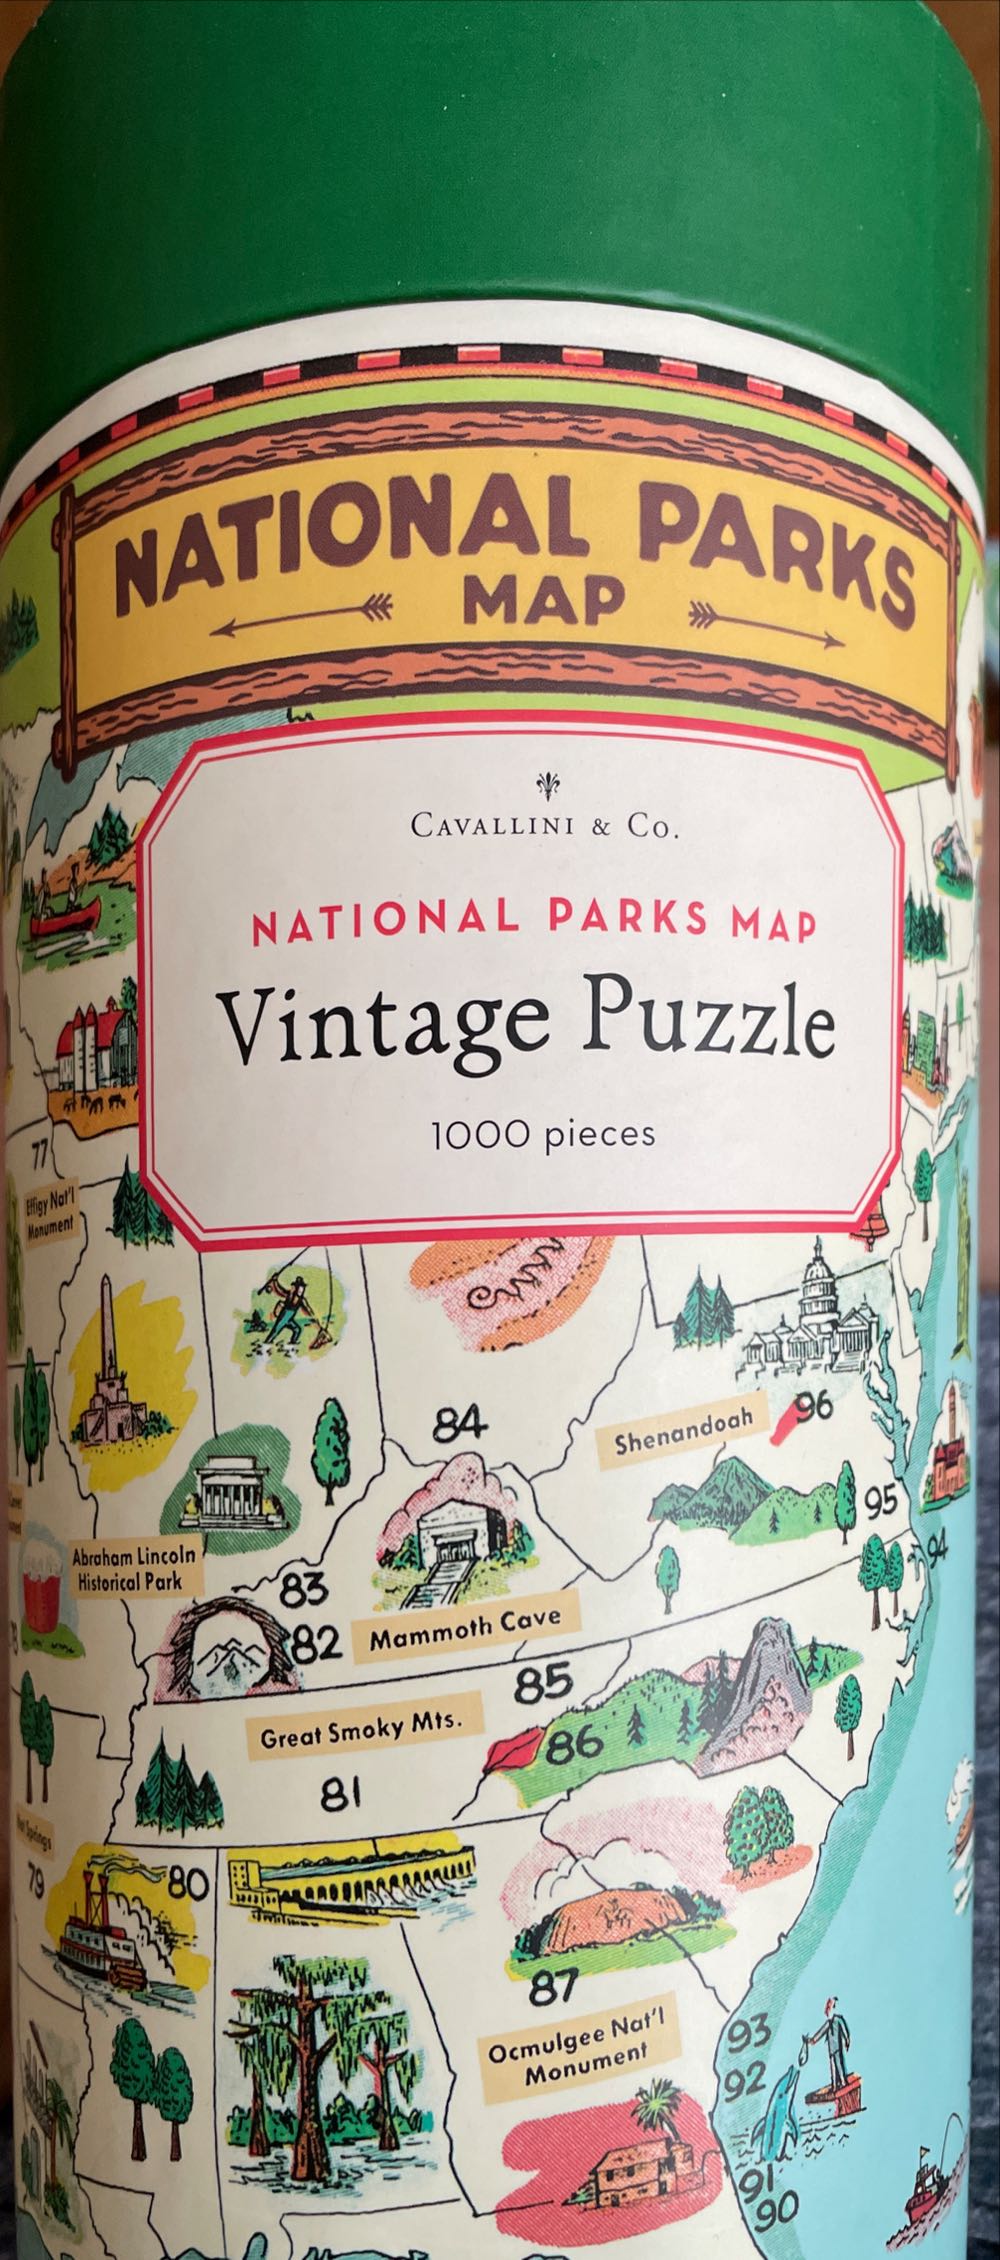 NATIONAL PARKS
MAP
CAVALLINI & Co.
NATIONAL PARKS MAP
Vintage Puzzle
1000 pieces
77
Effigy Nat'l
Monument
84
Shenandoah
96
95
94
Abraham Lincoln
Historical Park
83
82
Mammoth Cave
85
Great Smoky Mts.
86
81
Springs
79
80
87
Ocmulgee Nat'l
Monument
93
92
91
90